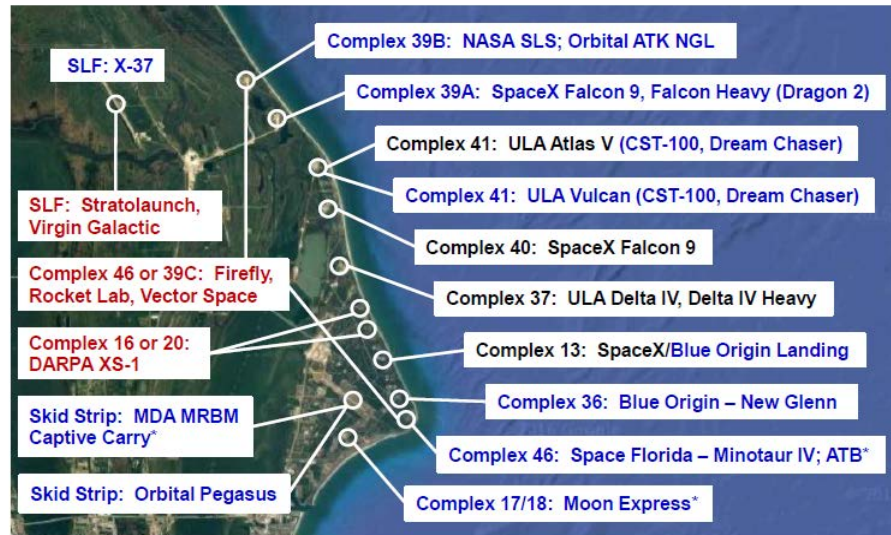 SLF: X-37
Complex 39B: NASA SLS; Orbital ATK NGL
Complex 39A: SpaceX Falcon 9, Falcon Heavy (Dragon 2)
Complex 41: ULA Atlas V (CST-100, Dream Chaser)
Complex 41: ULA Vulcan (CST-100, Dream Chaser)
SLF: Stratolaunch,
Virgin Galactic
Complex 40: SpaceX Falcon 9
Complex 46 or 39C: Firefly,
Rocket Lab, Vector Space
Complex 37: ULA Delta IV, Delta IV Heavy
Complex 16 or 20:
DARPA XS-1
Complex 13: SpaceX/Blue Origin Landing
Skid Strip: MDA MRBM
Captive Carry*
Complex 36: Blue Origin – New Glenn
Complex 46: Space Florida – Minotaur IV; ATB*
Skid Strip: Orbital Pegasus
Complex 17/18: Moon Express*